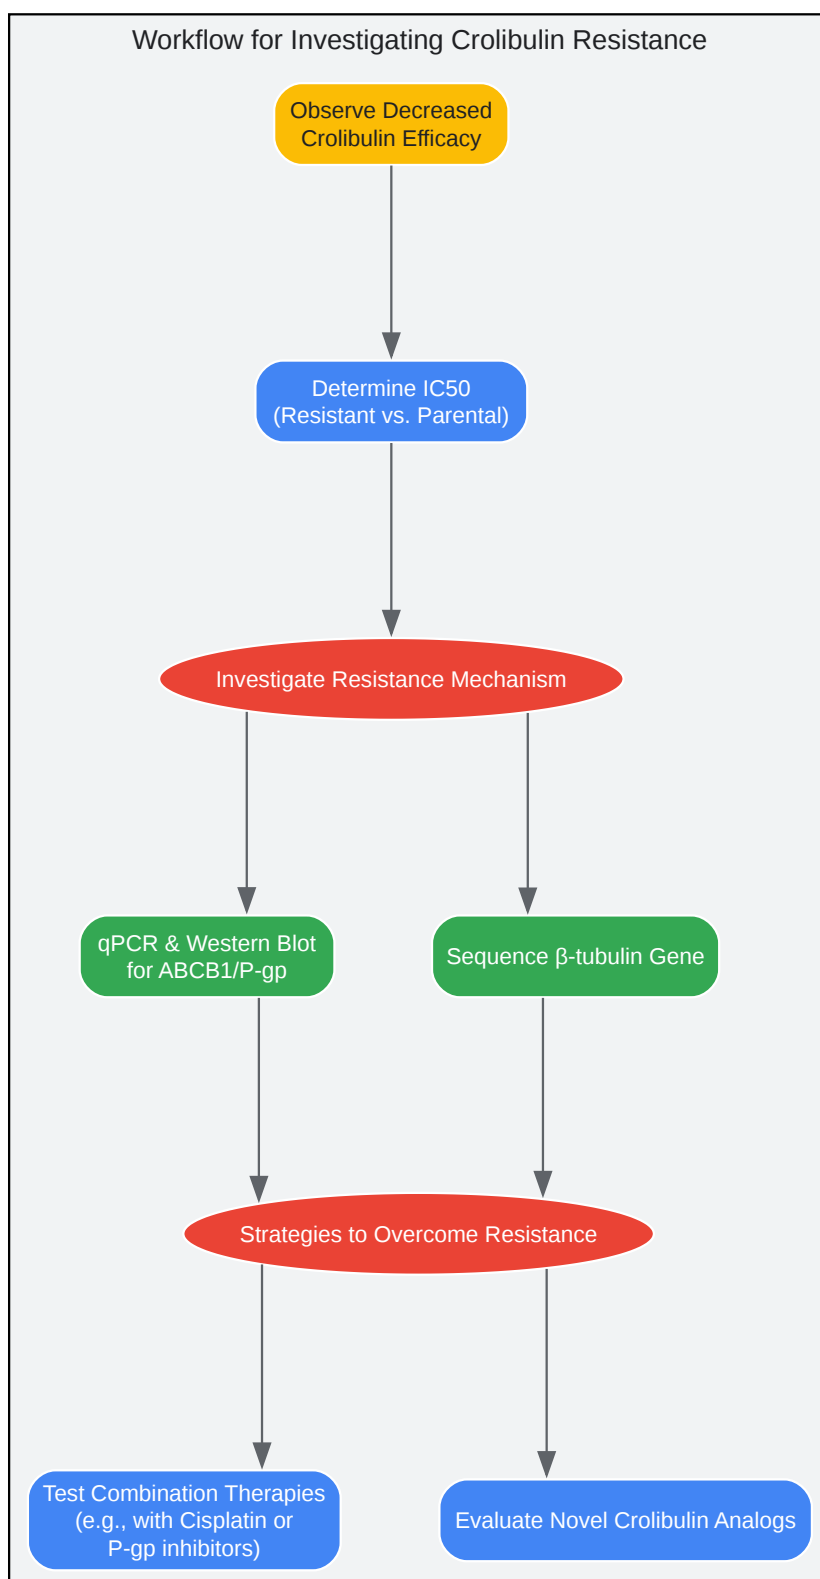 Workflow for Investigating Crolibulin Resistance
Observe Decreased
Crolibulin Efficacy
Determine IC50
(Resistant vs. Parental)
Investigate Resistance Mechanism
qPCR & Western Blot
for ABCB1/P-gp
Sequence β-tubulin Gene
Strategies to Overcome Resistance
Test Combination Therapies
(e.g., with Cisplatin or
P-gp inhibitors)
Evaluate Novel Crolibulin Analogs